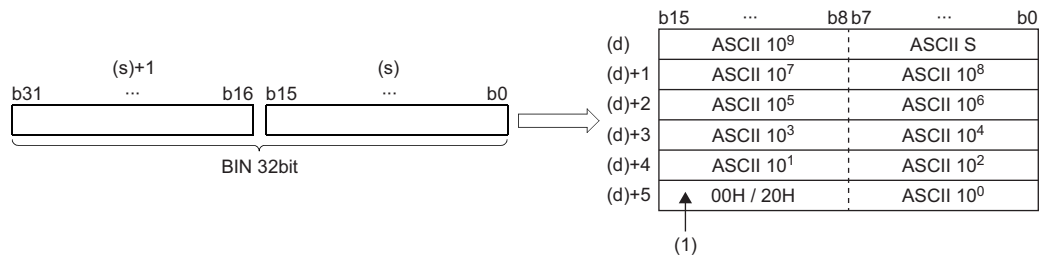 (s)+1 (s)
b31 ... b16 b15 ... b0
BIN 32bit
b15 ... b8 b7 ... b0
(d) ASCII 10⁹ ASCII S
(d)+1 ASCII 10⁷ ASCII 10⁸
(d)+2 ASCII 10⁵ ASCII 10⁶
(d)+3 ASCII 10³ ASCII 10⁴
(d)+4 ASCII 10¹ ASCII 10²
(d)+5 00H / 20H ASCII 10⁰
(1)